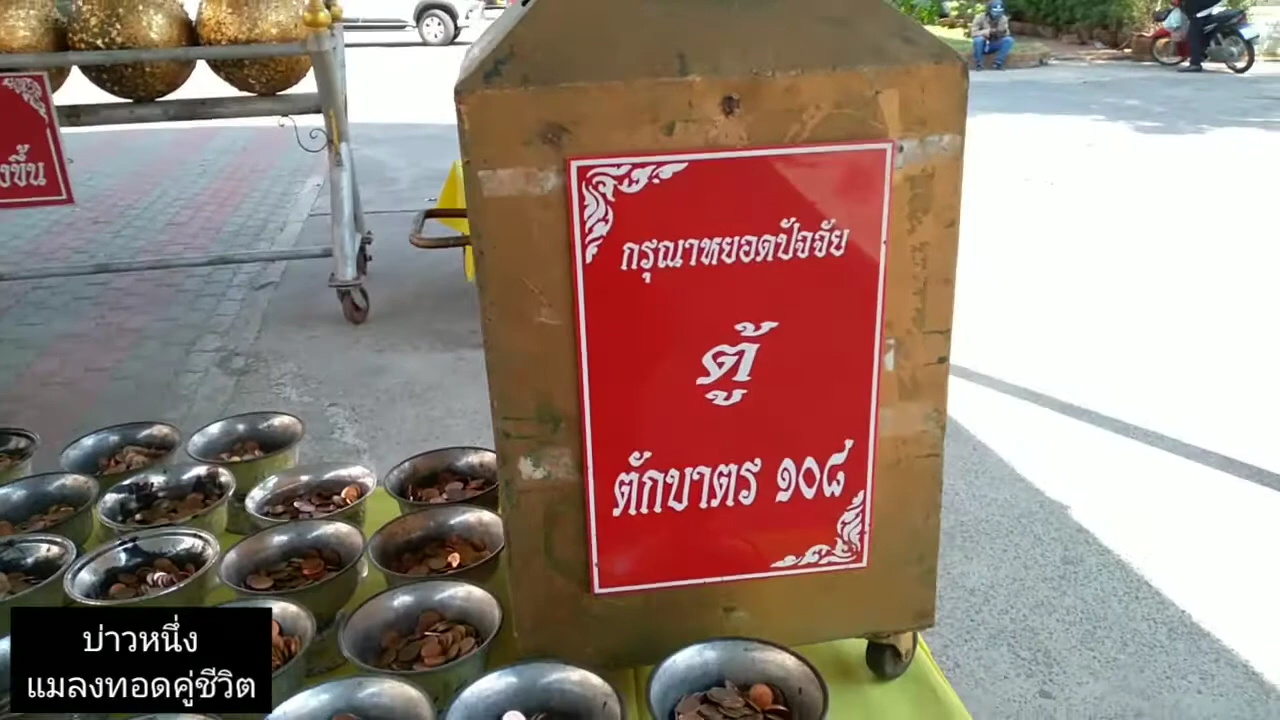 กรุณาหยอดปัจจัย
ตู้
ตักบาตร ๑๐๘
บ่าวหนึ่ง
แมลงทอดคู่ชีวิต